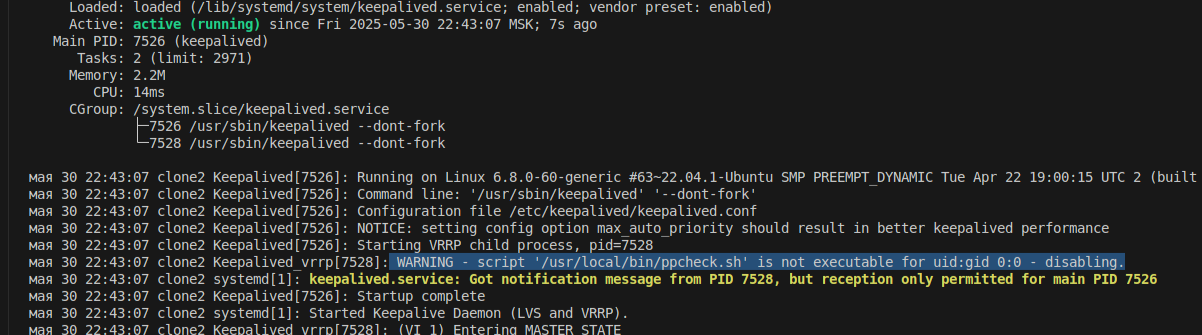 Loaded: loaded (/lib/systemd/system/keepalived.service; enabled; vendor preset: enabled)
Active: active (running) since Fri 2025-05-30 22:43:07 MSK; 7s ago
Main PID: 7526 (keepalived)
Tasks: 2 (limit: 2971)
Memory: 2.2M
CPU: 14ms
CGroup: /system.slice/keepalived.service
├─7526 /usr/sbin/keepalived --dont-fork
└─7528 /usr/sbin/keepalived --dont-fork
мая 30 22:43:07 clone2 Keepalived[7526]: Running on Linux 6.8.0-60-generic #63~22.04.1-Ubuntu SMP PREEMPT_DYNAMIC Tue Apr 22 19:00:15 UTC 2 (built
мая 30 22:43:07 clone2 Keepalived[7526]: Command line: '/usr/sbin/keepalived' '--dont-fork'
мая 30 22:43:07 clone2 Keepalived[7526]: Configuration file /etc/keepalived/keepalived.conf
мая 30 22:43:07 clone2 Keepalived[7526]: NOTICE: setting config option max_auto_priority should result in better keepalived performance
мая 30 22:43:07 clone2 Keepalived[7526]: Starting VRRP child process, pid=7528
мая 30 22:43:07 clone2 Keepalived_vrrp[7528]: WARNING - script '/usr/local/bin/ppcheck.sh' is not executable for uid:gid 0:0 - disabling.
мая 30 22:43:07 clone2 systemd[1]: keepalived.service: Got notification message from PID 7528, but reception only permitted for main PID 7526
мая 30 22:43:07 clone2 Keepalived[7526]: Startup complete
мая 30 22:43:07 clone2 systemd[1]: Started Keepalive Daemon (LVS and VRRP).
мая 30 22:43:07 clone2 Keepalived_vrrp[7528]: (VI_1) Entering MASTER STATE